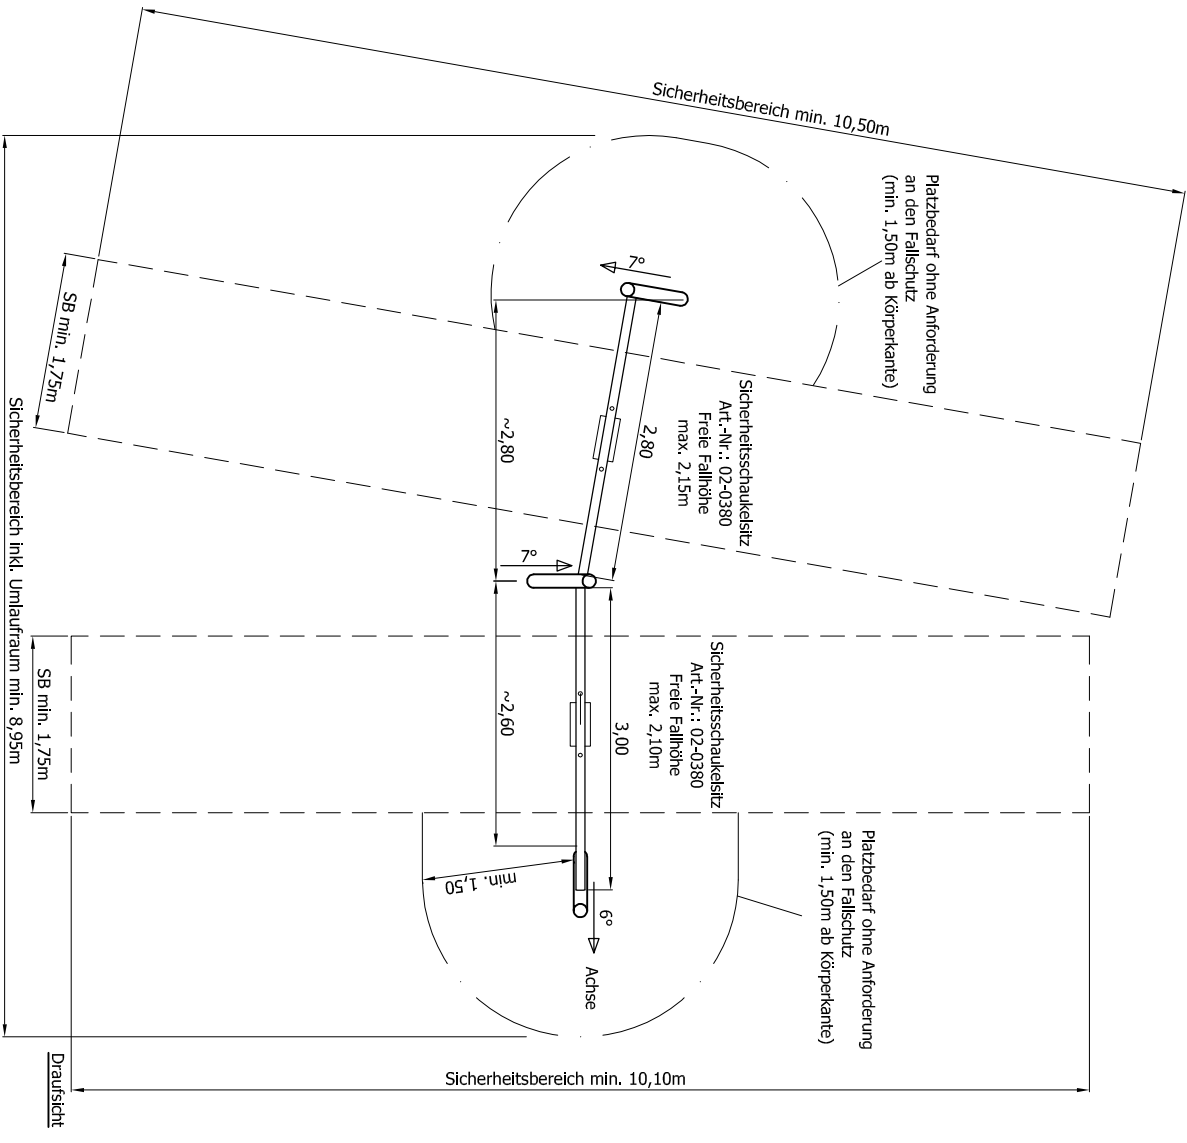 Sicherheitsbereich min. 10,50m
Platzbedarf ohne Anforderung
an den Fallschutz
(min. 1,50m ab Körperkante)
7°
SB min. 1,75m
Sicherheitsschaukelsitz
Art.-Nr.: 02-0380
Freie Fallhöhe
max. 2,15m
2,80
~2,80
7°
Sicherheitsbereich inkl. Umlaufraum min. 8,95m
SB min. 1,75m
Sicherheitsschaukelsitz
Art.-Nr.: 02-0380
Freie Fallhöhe
max. 2,10m
3,00
~2,60
min. 1,50
6°
Achse
Platzbedarf ohne Anforderung
an den Fallschutz
(min. 1,50m ab Körperkante)
Sicherheitsbereich min. 10,10m
Draufsicht